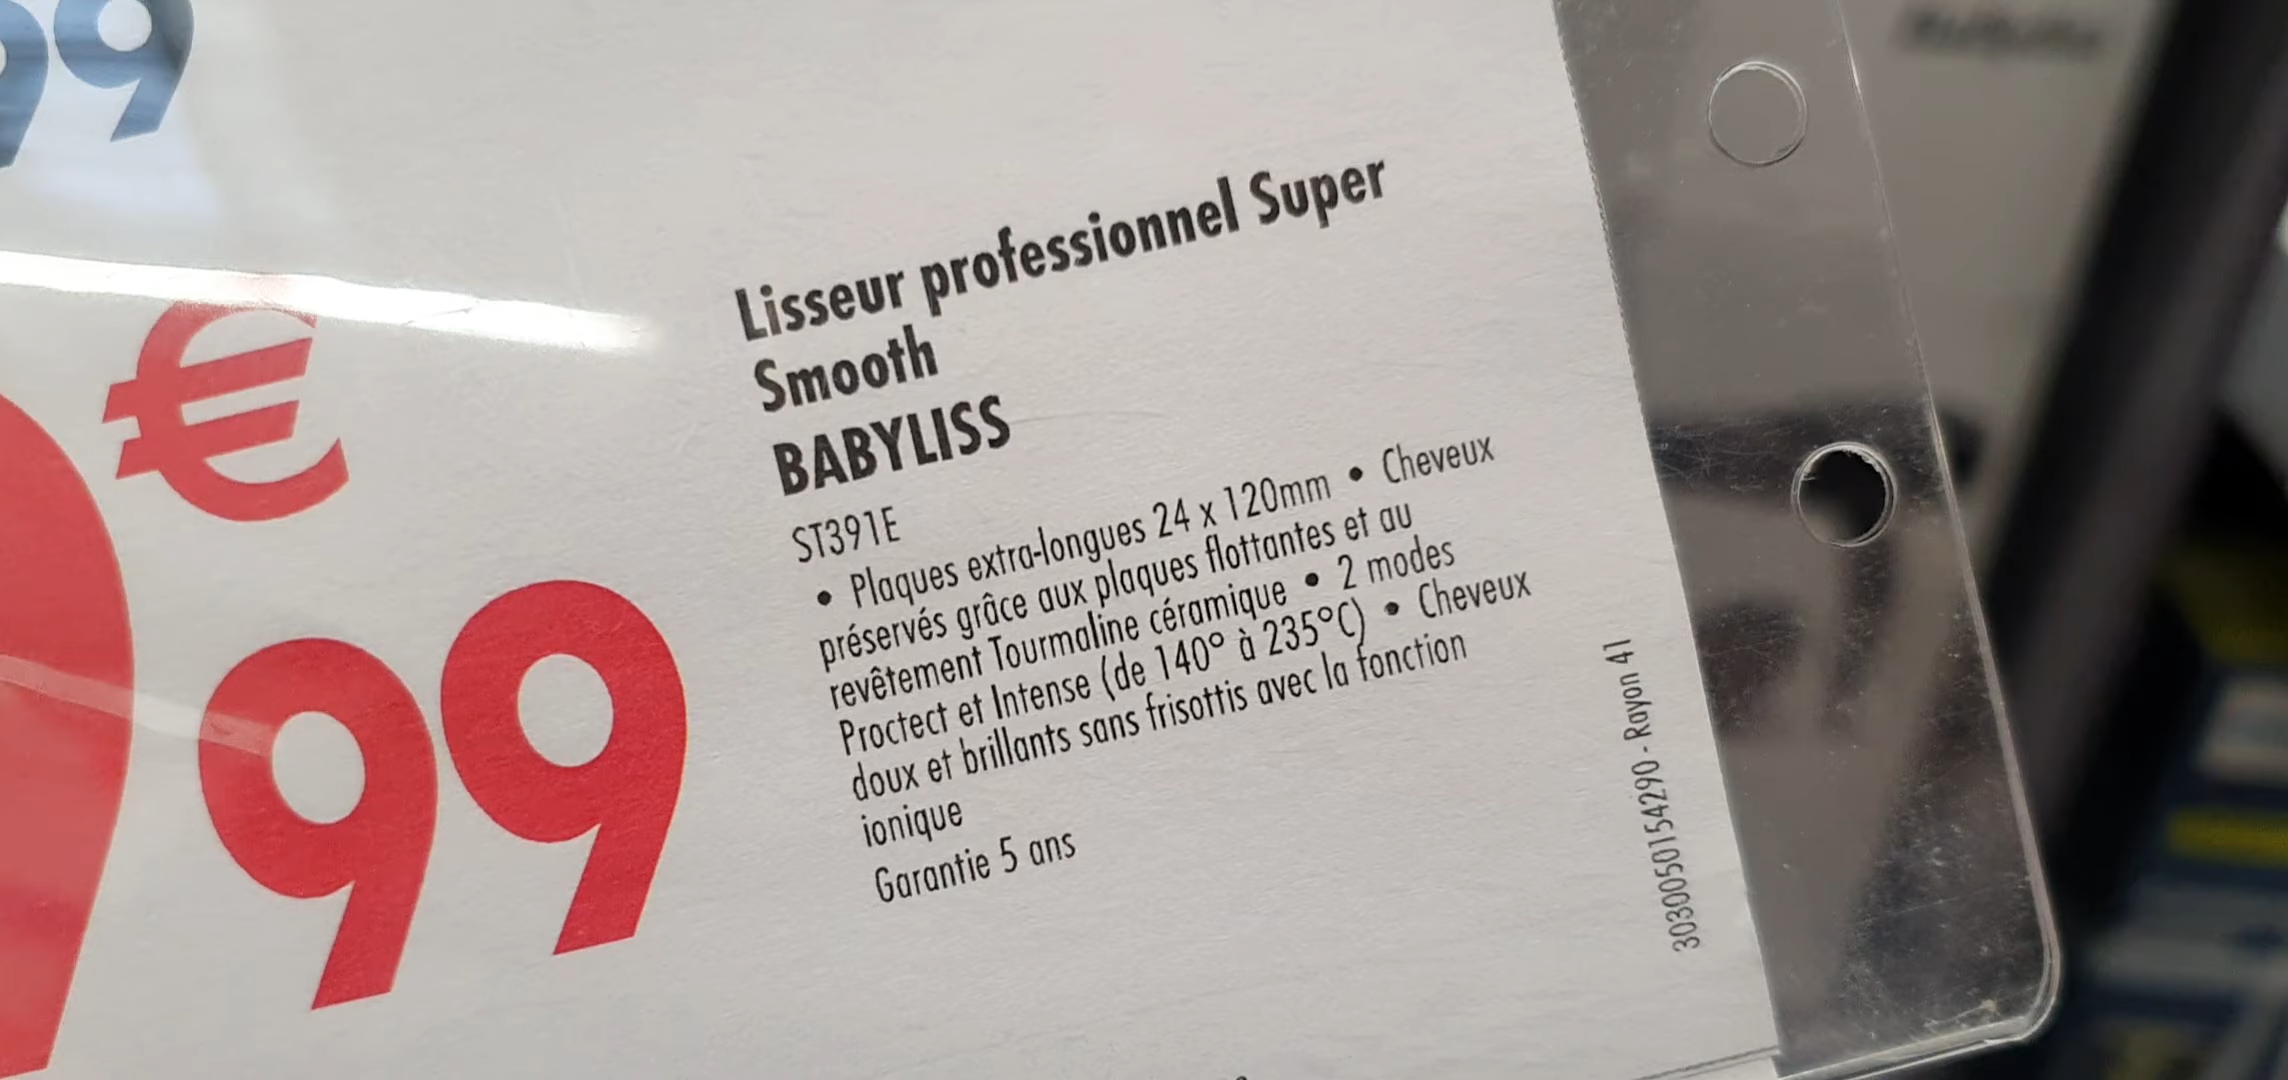 99
€
99
Lisseur professionnel Super
Smooth
BABYLISS
ST391E
• Plaques extra-longues 24 x 120mm • Cheveux
préservés grâce aux plaques flottantes et au
revêtement Tourmaline céramique • 2 modes
Proctect et Intense (de 140° à 235°C) • Cheveux
doux et brillants sans frisottis avec la fonction
ionique
Garantie 5 ans
3030050154290 - Rayon 41